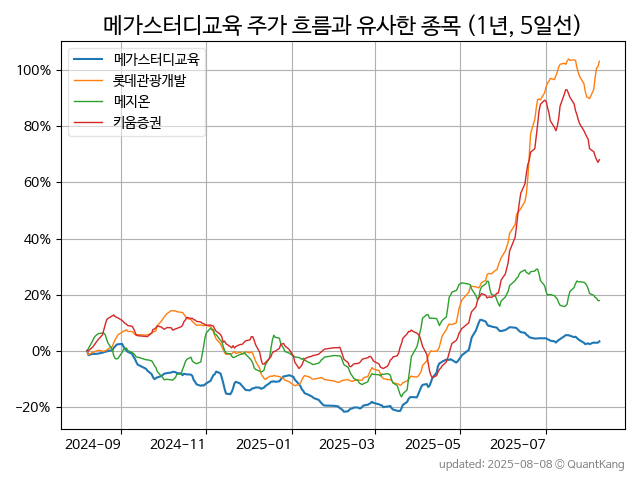 메가스터디교육 주가 흐름과 유사한 종목 (1년, 5일선)
메가스터디교육
롯데관광개발
메지온
키움증권
100%
80%
60%
40%
20%
0%
−20%
2024-09
2024-11
2025-01
2025-03
2025-05
2025-07
updated: 2025-08-08 © QuantKang